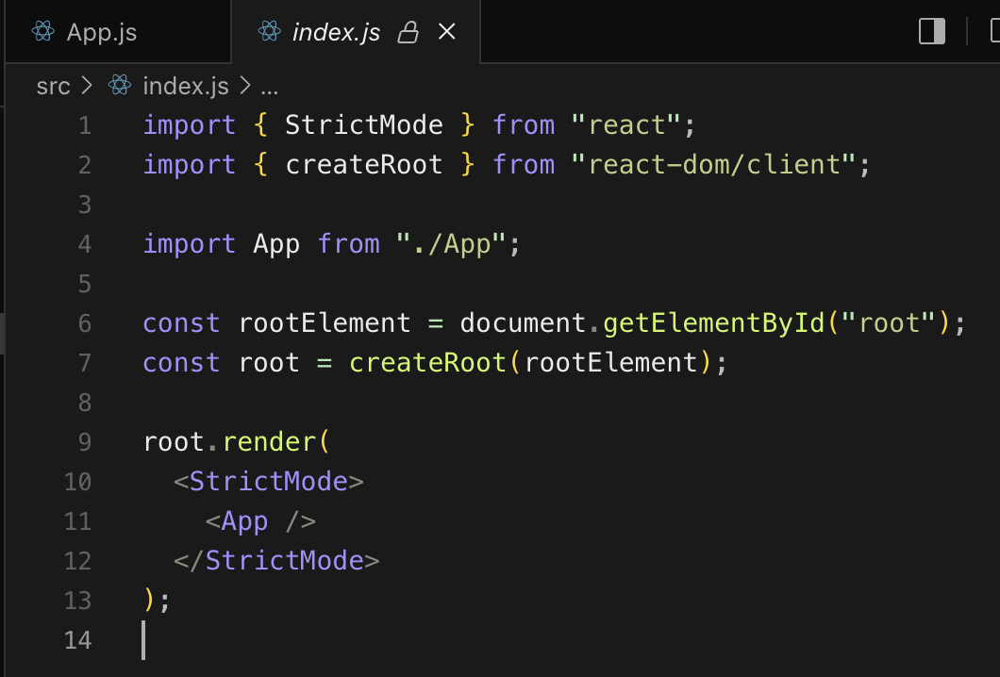 App.js
index.js
src > index.js > ...
1 import { StrictMode } from "react";
2 import { createRoot } from "react-dom/client";
3
4 import App from "./App";
5
6 const rootElement = document.getElementById("root");
7 const root = createRoot(rootElement);
8
9 root.render(
10   <StrictMode>
11     <App />
12   </StrictMode>
13 );
14